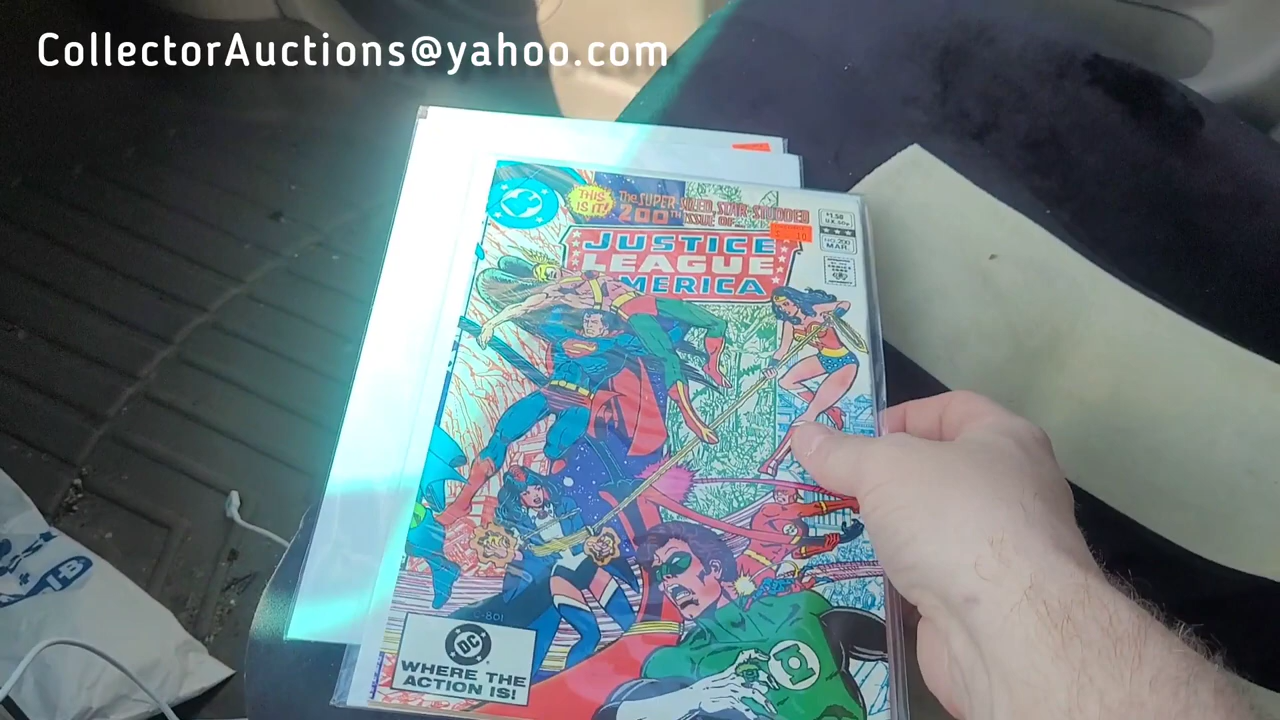 CollectorAuctions@yahoo.com
THIS IS IT!
The SUPER-SIZED, STAR-STUDDED
200TH ISSUE OF
$1.50
U.K. 60p
NO. 200
MAR.
JUSTICE
LEAGUE
AMERICA
DC
WHERE THE
ACTION IS!